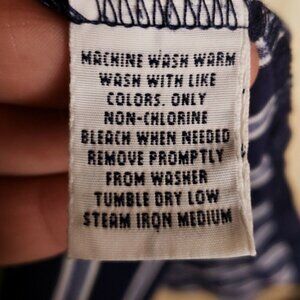 MACHINE WASH WARM
WASH WITH LIKE
COLORS. ONLY
NON-CHLORINE
BLEACH WHEN NEEDED
REMOVE PROMPTLY
FROM WASHER
TUMBLE DRY LOW
STEAM IRON MEDIUM